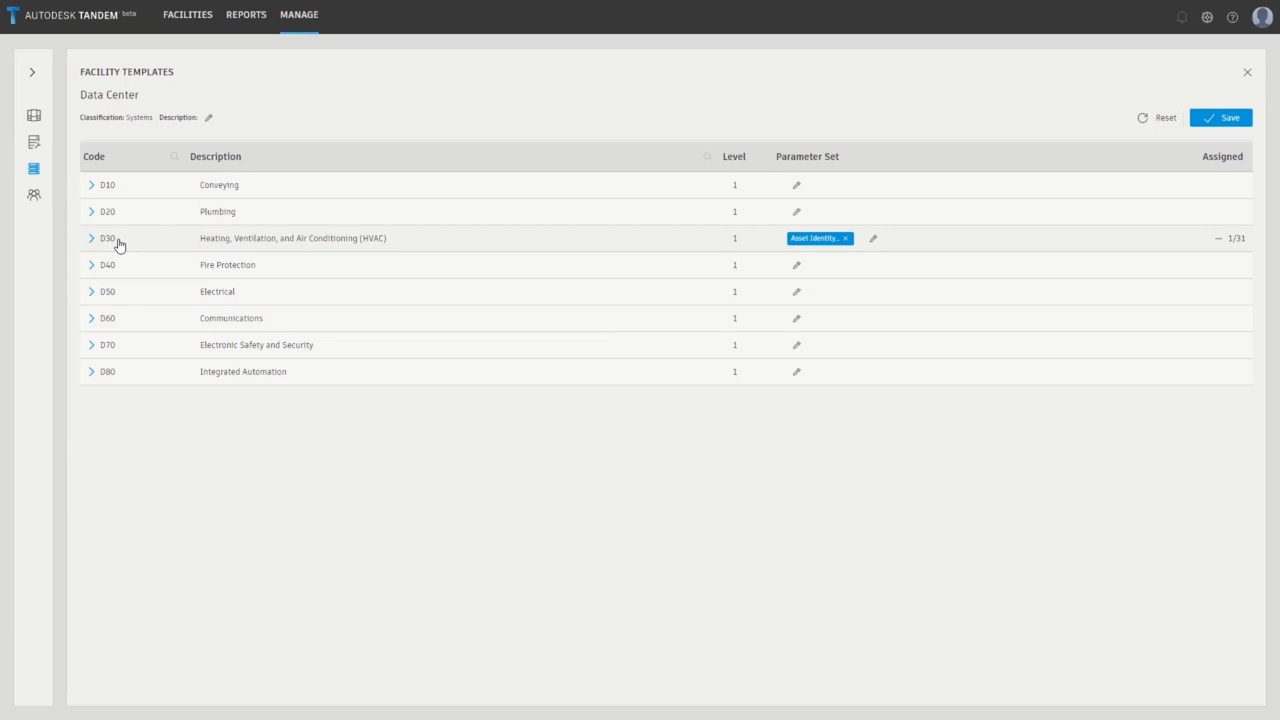 AUTODESK TANDEM beta FACILITIES REPORTS MANAGE
FACILITY TEMPLATES
Data Center
Classification: Systems Description:
Reset Save
Code Description Level Parameter Set Assigned
D10 Conveying 1
D20 Plumbing 1
D30 Heating, Ventilation, and Air Conditioning (HVAC) 1 Asset Identity... — 1/31
D40 Fire Protection 1
D50 Electrical 1
D60 Communications 1
D70 Electronic Safety and Security 1
D80 Integrated Automation 1